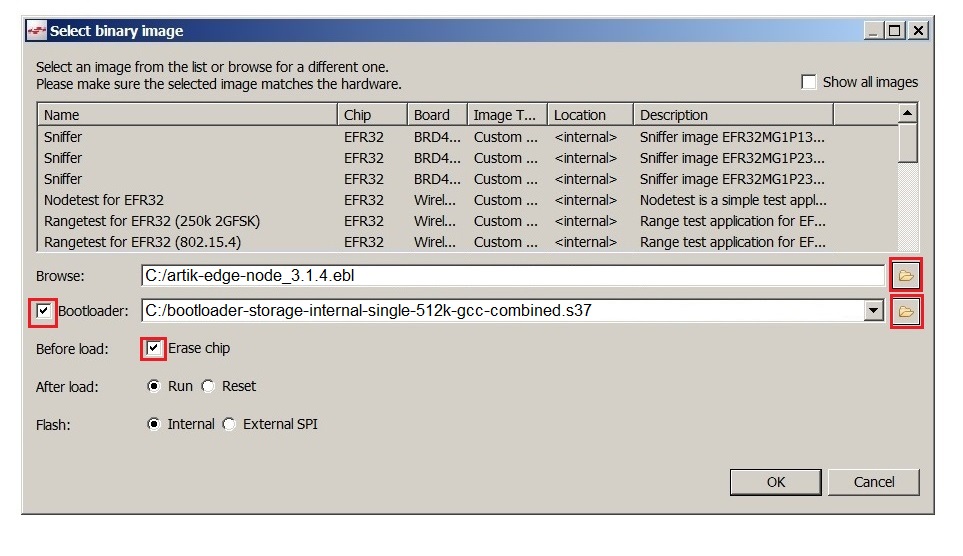 Select binary image
Select an image from the list or browse for a different one.
Please make sure the selected image matches the hardware.
Show all images
Name Chip Board Image T... Location Description
Sniffer EFR32 BRD4... Custom ... <internal> Sniffer image EFR32MG1P13...
Sniffer EFR32 BRD4... Custom ... <internal> Sniffer image EFR32MG1P23...
Sniffer EFR32 BRD4... Custom ... <internal> Sniffer image EFR32MG1P23...
Nodetest for EFR32 EFR32 Wirel... Custom ... <internal> Nodetest is a simple test appl...
Rangetest for EFR32 (250k 2GFSK) EFR32 Wirel... Custom ... <internal> Range test application for EF...
Rangetest for EFR32 (802.15.4) EFR32 Wirel... Custom ... <internal> Range test application for EF...
Browse: C:/artik-edge-node_3.1.4.ebl
Bootloader: C:/bootloader-storage-internal-single-512k-gcc-combined.s37
Before load: Erase chip
After load: Run Reset
Flash: Internal External SPI
OK Cancel